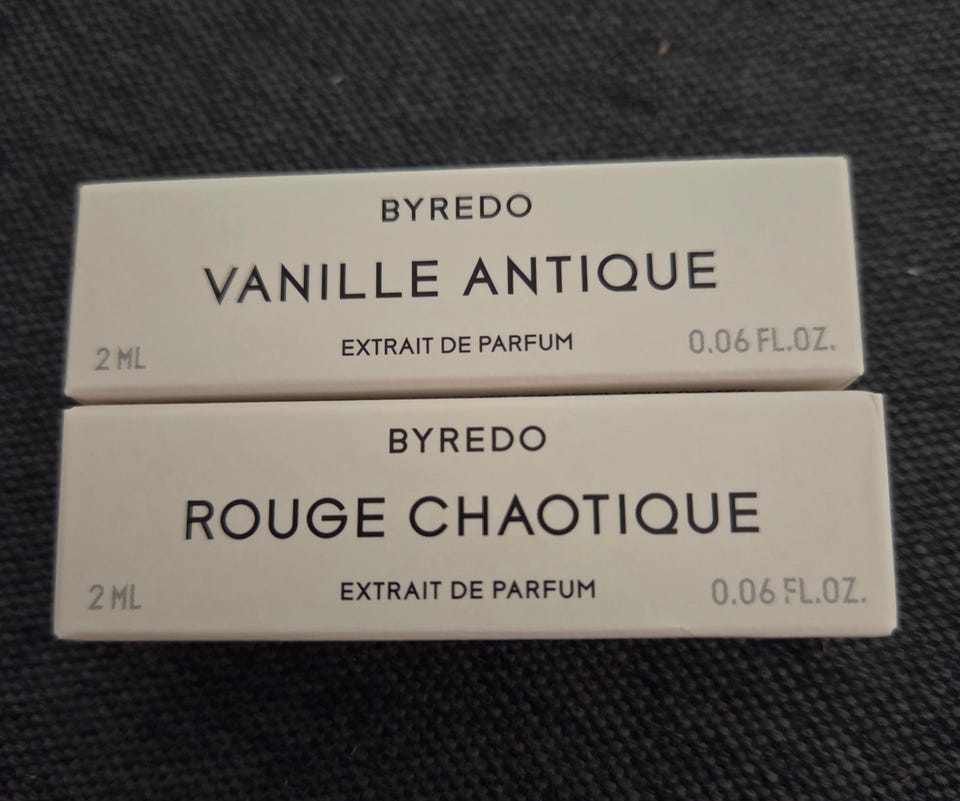 BYREDO
VANILLE ANTIQUE
2 ML EXTRAIT DE PARFUM 0.06 FL.OZ.
BYREDO
ROUGE CHAOTIQUE
2 ML EXTRAIT DE PARFUM 0.06 FL.OZ.